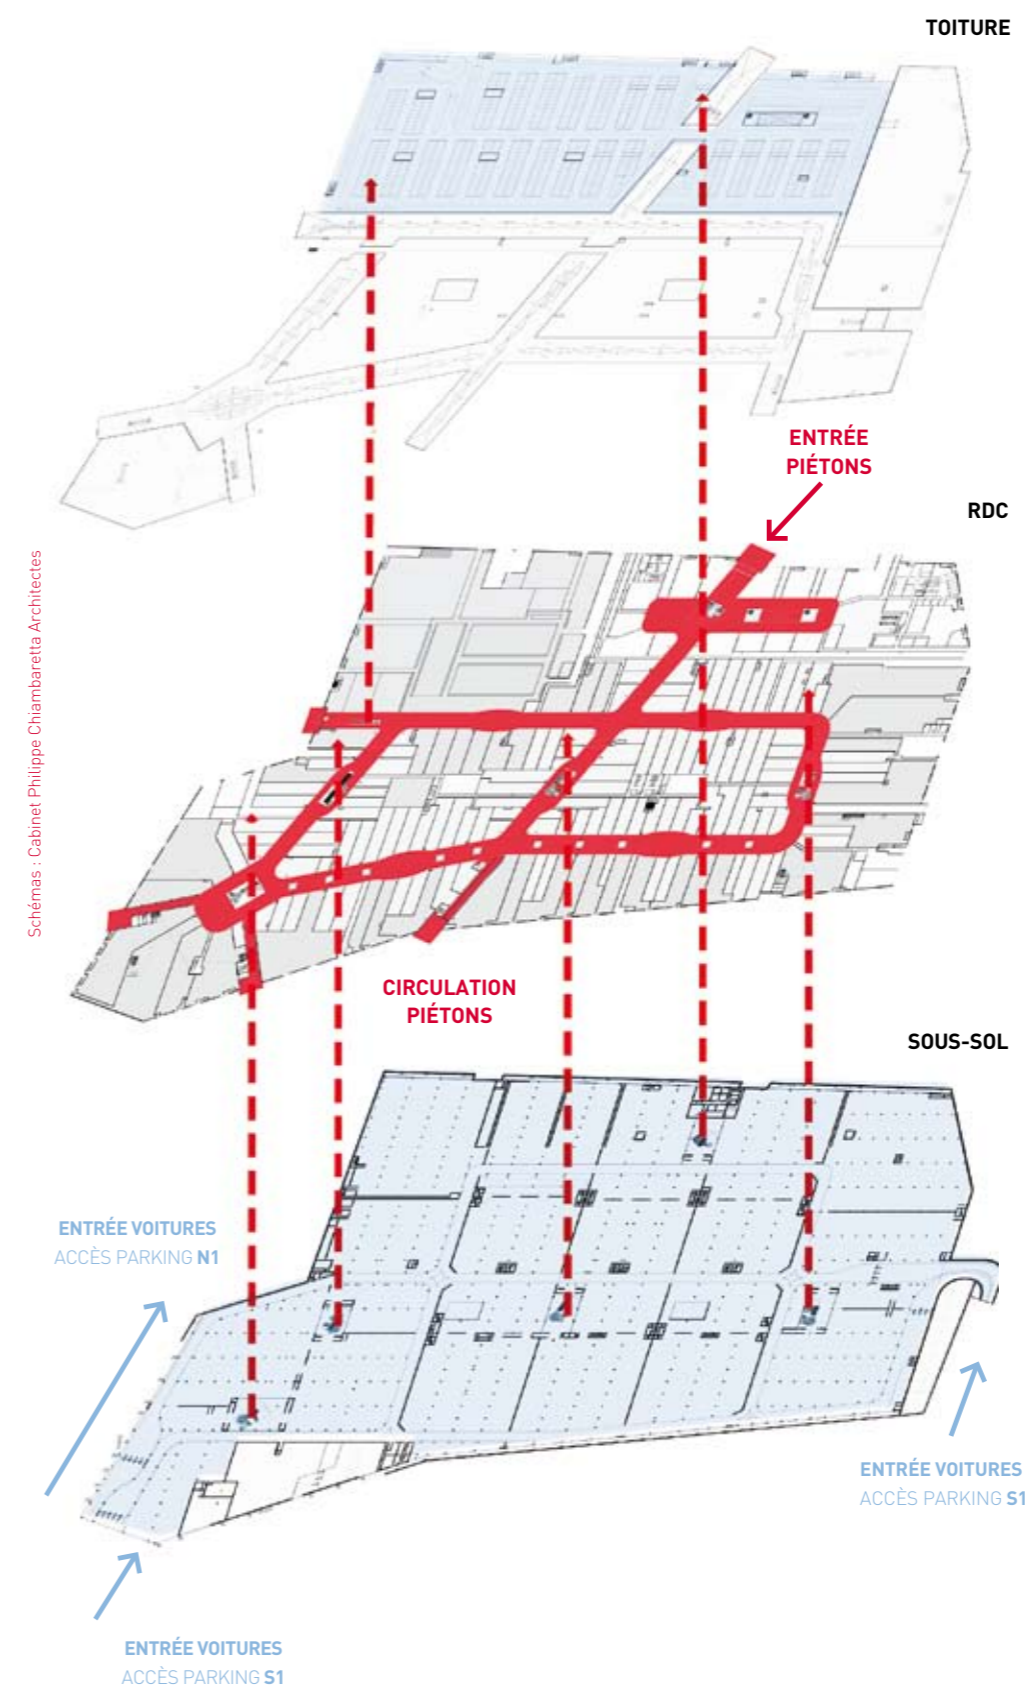 TOITURE
ENTRÉE
PIÉTONS
RDC
Schémas : Cabinet Philippe Chiambaretta Architectes
CIRCULATION
PIÉTONS
SOUS-SOL
ENTRÉE VOITURES
ACCÈS PARKING N1
ENTRÉE VOITURES
ACCÈS PARKING S1
ENTRÉE VOITURES
ACCÈS PARKING S1